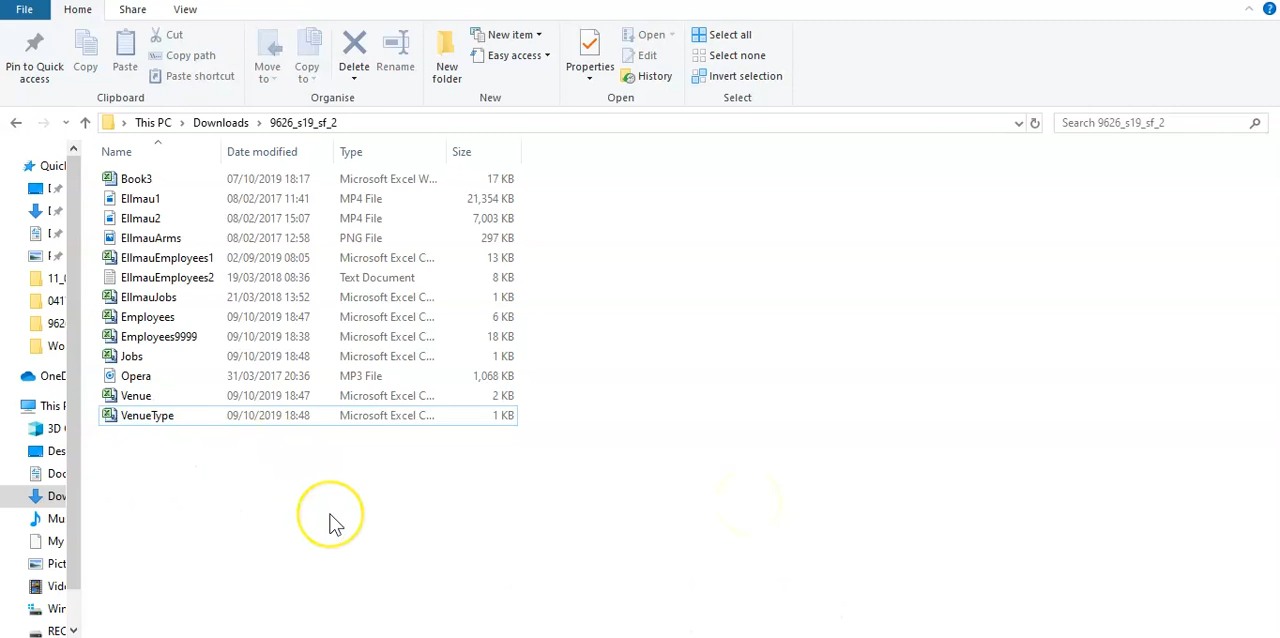 File Home Share View
Pin to Quick access
Copy
Paste
Cut
Copy path
Paste shortcut
Clipboard
Move to
Copy to
Delete
Rename
Organise
New folder
New item
Easy access
New
Properties
Open
Edit
History
Open
Select all
Select none
Invert selection
Select
This PC > Downloads > 9626_s19_sf_2
Search 9626_s19_sf_2
Name Date modified Type Size
Book3 07/10/2019 18:17 Microsoft Excel W... 17 KB
Ellmau1 08/02/2017 11:41 MP4 File 21,354 KB
Ellmau2 08/02/2017 15:07 MP4 File 7,003 KB
EllmauArms 08/02/2017 12:58 PNG File 297 KB
EllmauEmployees1 02/09/2019 08:05 Microsoft Excel C... 13 KB
EllmauEmployees2 19/03/2018 08:36 Text Document 8 KB
EllmauJobs 21/03/2018 13:52 Microsoft Excel C... 1 KB
Employees 09/10/2019 18:47 Microsoft Excel C... 6 KB
Employees9999 09/10/2019 18:38 Microsoft Excel C... 18 KB
Jobs 09/10/2019 18:48 Microsoft Excel C... 1 KB
Opera 31/03/2017 20:36 MP3 File 1,068 KB
Venue 09/10/2019 18:47 Microsoft Excel C... 2 KB
VenueType 09/10/2019 18:48 Microsoft Excel C... 1 KB
Quic
11_
041
962
Wo
OneD
This P
3D
Des
Doc
Dov
Mu
My
Pict
Vide
Win
REC